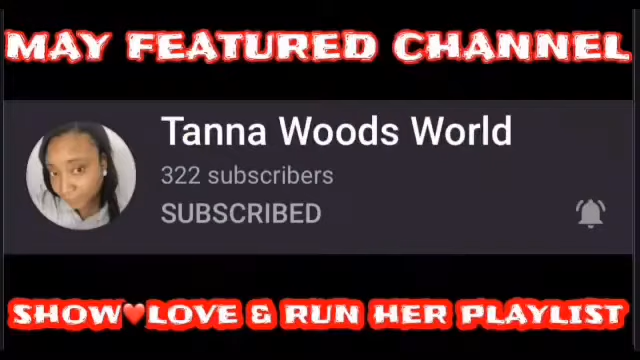 MAY FEATURED CHANNEL
Tanna Woods World
322 subscribers
SUBSCRIBED
SHOW❤️LOVE & RUN HER PLAYLIST